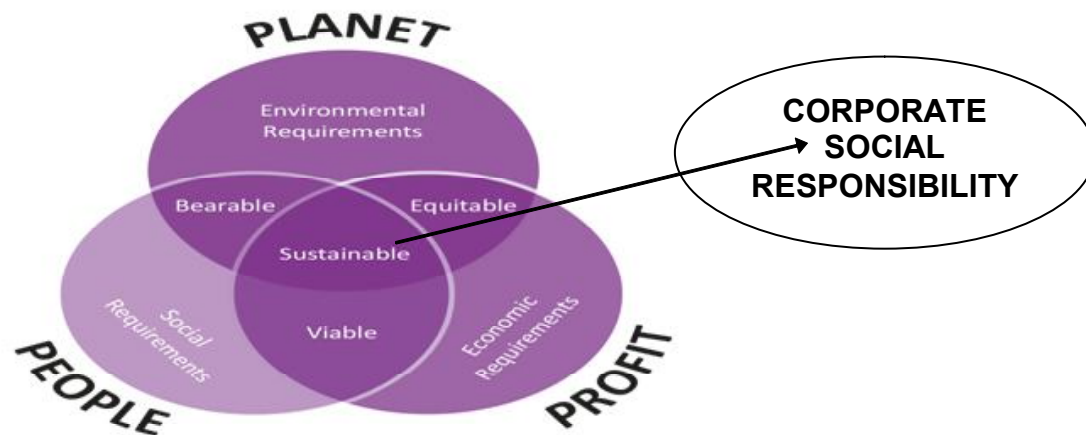 PLANET
Environmental
Requirements
CORPORATE
SOCIAL
RESPONSIBILITY
Bearable
Equitable
Sustainable
Social
Requirements
Viable
Economic
Requirements
PEOPLE
PROFIT